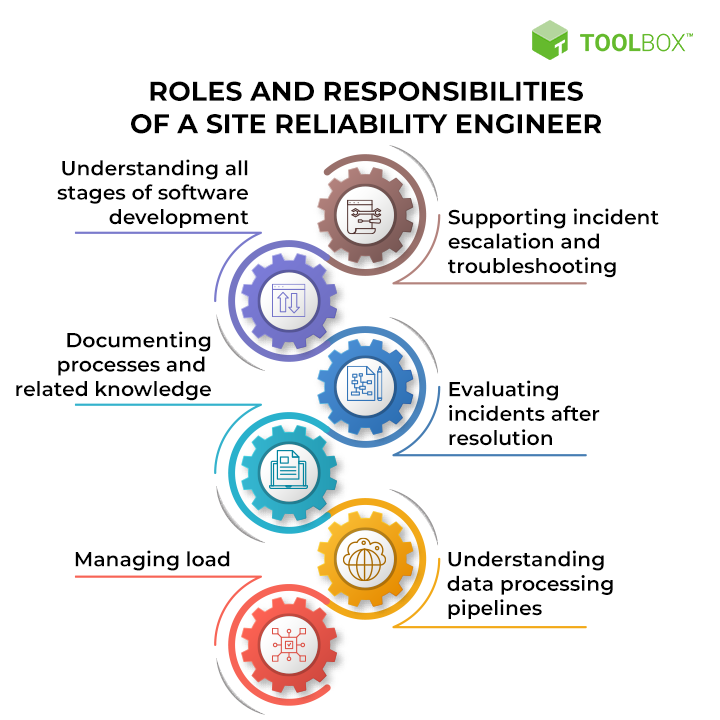 TOOLBOX™
ROLES AND RESPONSIBILITIES
OF A SITE RELIABILITY ENGINEER
Understanding all
stages of software
development
Supporting incident
escalation and
troubleshooting
Documenting
processes and
related knowledge
Evaluating
incidents after
resolution
Managing load
Understanding
data processing
pipelines